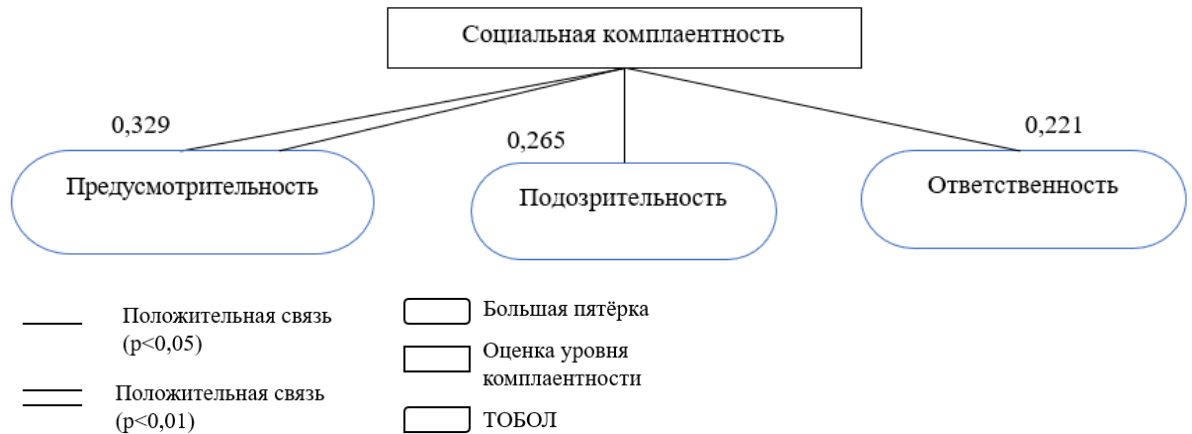 Социальная комплаентность
0,329
0,265
0,221
Предусмотрительность
Подозрительность
Ответственность
Положительная связь
(p<0,05)
Положительная связь
(p<0,01)
Большая пятёрка
Оценка уровня
комплаентности
ТОБОЛ